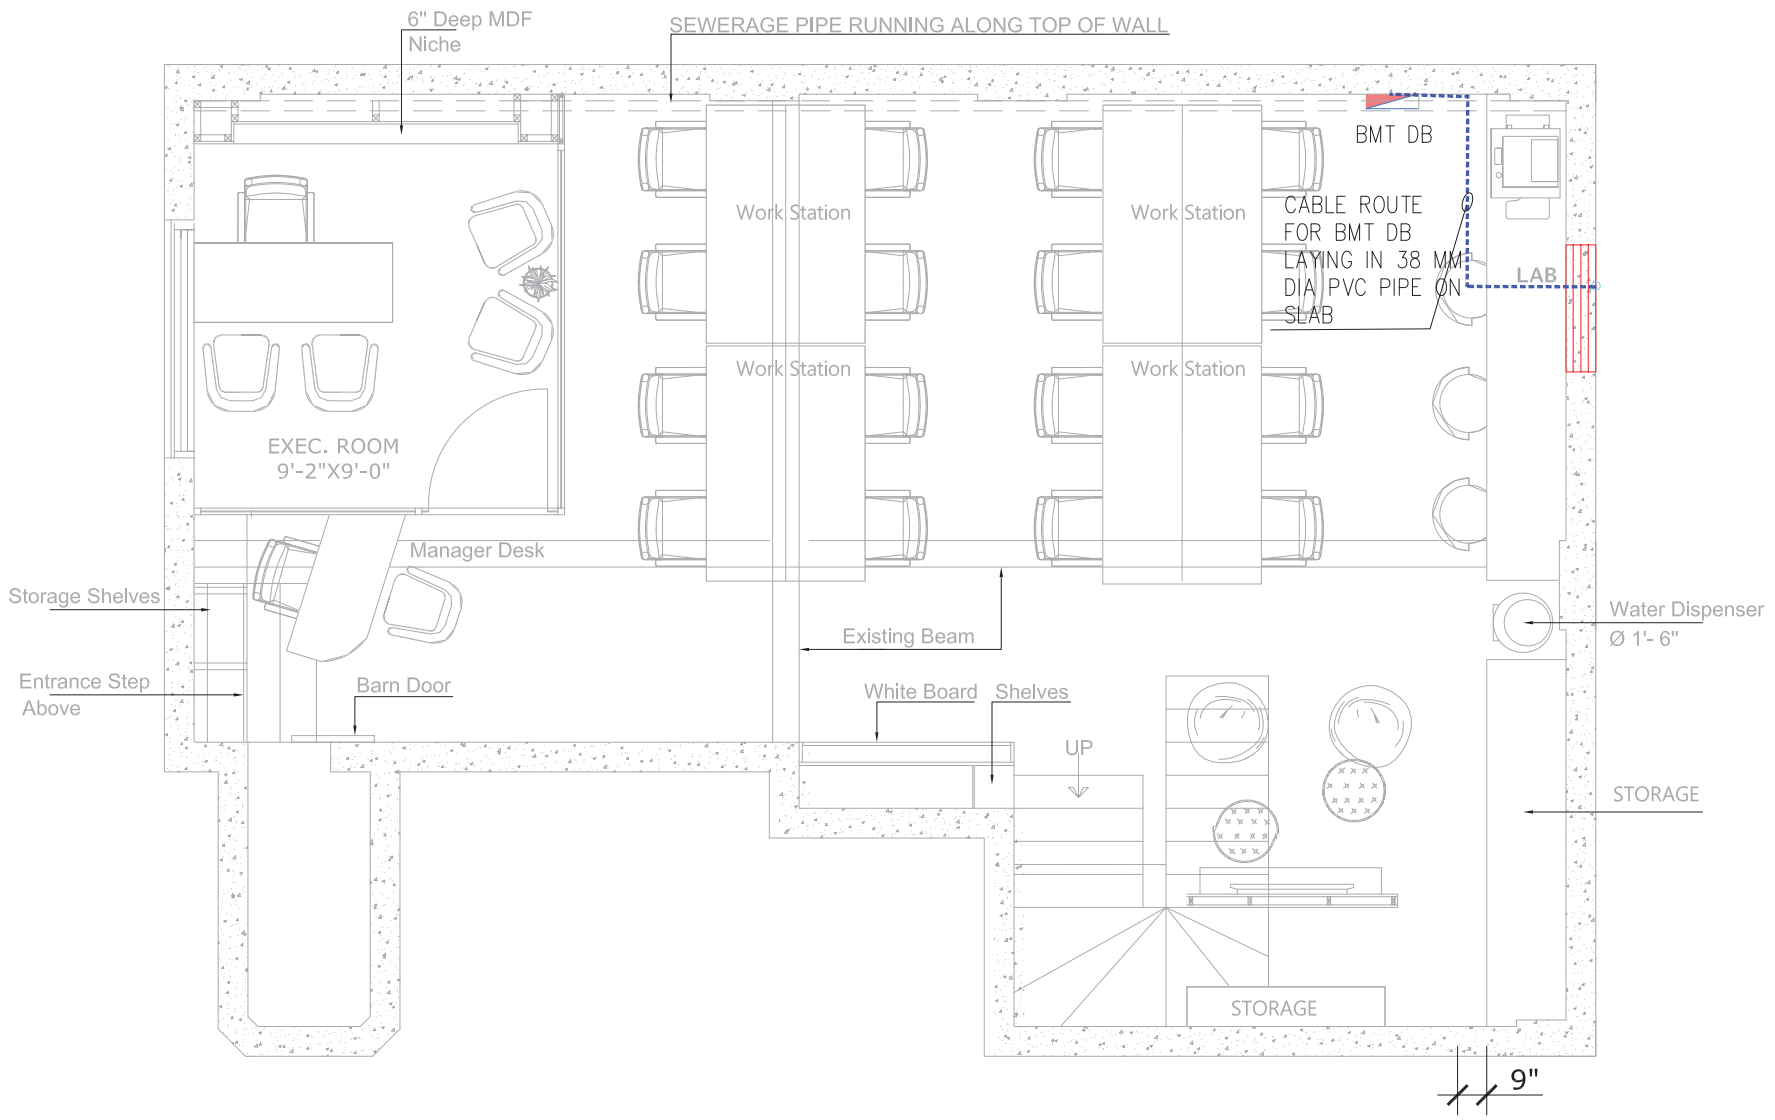 6" Deep MDF
Niche
SEWERAGE PIPE RUNNING ALONG TOP OF WALL
BMT DB
Work Station
Work Station
CABLE ROUTE
FOR BMT DB
LAYING IN 38 MM
DIA PVC PIPE ON
SLAB
LAB
Work Station
Work Station
EXEC. ROOM
9'-2"X9'-0"
Manager Desk
Storage Shelves
Existing Beam
Water Dispenser
Ø 1'- 6"
Entrance Step
Above
Barn Door
White Board
Shelves
UP
STORAGE
STORAGE
9"